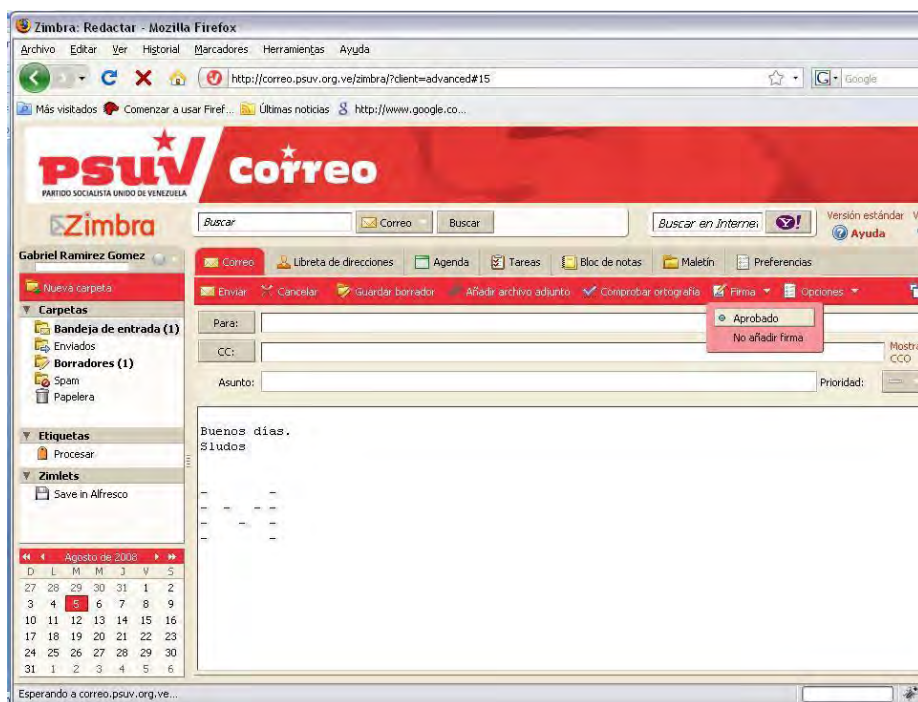 Zimbra: Redactar - Mozilla Firefox
Archivo Editar Ver Historial Marcadores Herramientas Ayuda
http://correo.psuv.org.ve/zimbra/?client=advanced#15
G Google
Más visitados Comenzar a usar Firef... Últimas noticias http://www.google.co...
PSUV Correo
PARTIDO SOCIALISTA UNIDO DE VENEZUELA
Zimbra
Buscar Correo Buscar Buscar en Internet Y! Versión estándar
Ayuda
Gabriel Ramirez Gomez
Correo Libreta de direcciones Agenda Tareas Bloc de notas Maletín Preferencias
Nueva carpeta
Enviar Cancelar Guardar borrador Añadir archivo adjunto Comprobar ortografía Firma Opciones
Aprobado
No añadir firma
Carpetas
Bandeja de entrada (1)
Enviados
Borradores (1)
Spam
Papelera
Para:
CC:
Mostra
CCO
Asunto:
Prioridad:
Etiquetas
Procesar
Zimlets
Save in Alfresco
Buenos días.
Sludos
- -
- - - -
- - -
- -
Agosto de 2008
D L M M J V S
27 28 29 30 31 1 2
3 4 5 6 7 8 9
10 11 12 13 14 15 16
17 18 19 20 21 22 23
24 25 26 27 28 29 30
31 1 2 3 4 5 6
Esperando a correo.psuv.org.ve...